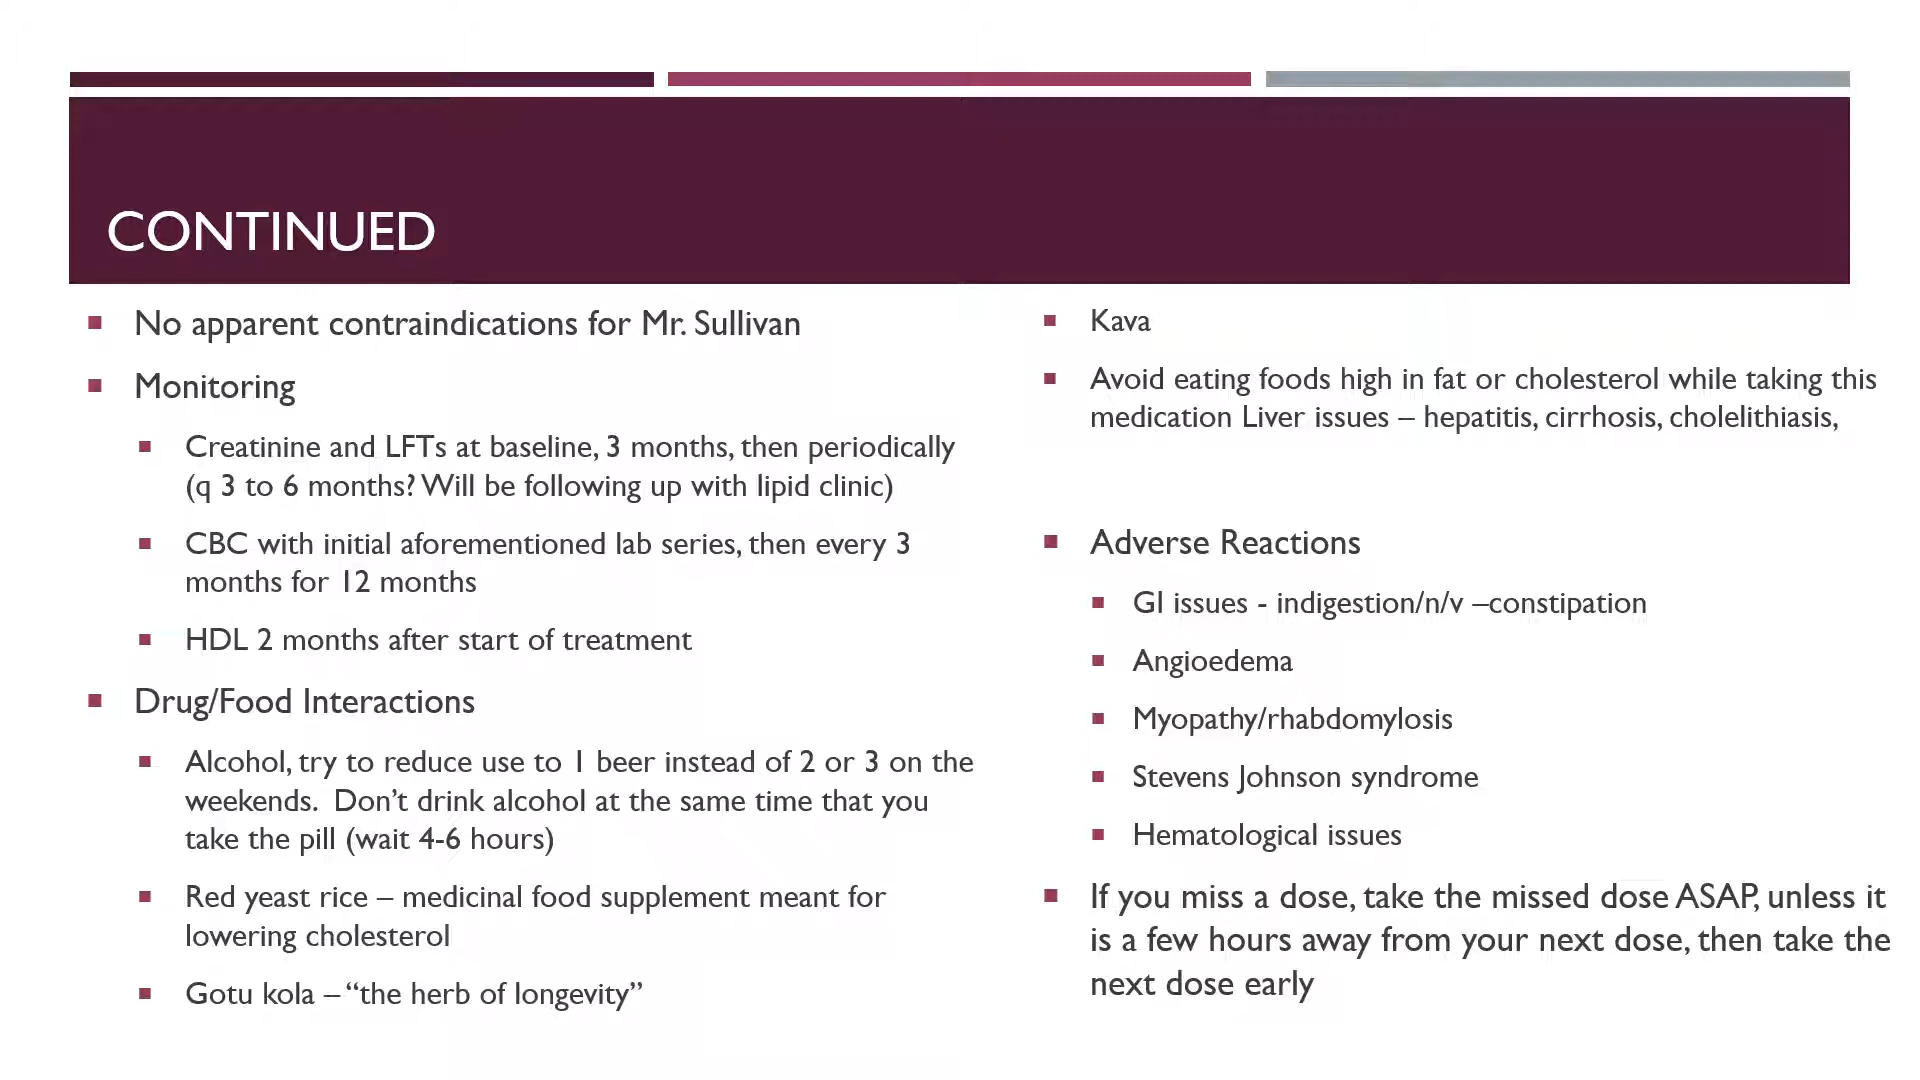 CONTINUED
No apparent contraindications for Mr. Sullivan
Monitoring
Creatinine and LFTs at baseline, 3 months, then periodically
(q 3 to 6 months? Will be following up with lipid clinic)
CBC with initial aforementioned lab series, then every 3
months for 12 months
HDL 2 months after start of treatment
Drug/Food Interactions
Alcohol, try to reduce use to 1 beer instead of 2 or 3 on the
weekends.  Don’t drink alcohol at the same time that you
take the pill (wait 4-6 hours)
Red yeast rice – medicinal food supplement meant for
lowering cholesterol
Gotu kola – “the herb of longevity”
Kava
Avoid eating foods high in fat or cholesterol while taking this
medication Liver issues – hepatitis, cirrhosis, cholelithiasis,
Adverse Reactions
GI issues - indigestion/n/v –constipation
Angioedema
Myopathy/rhabdomylosis
Stevens Johnson syndrome
Hematological issues
If you miss a dose, take the missed dose ASAP, unless it
is a few hours away from your next dose, then take the
next dose early